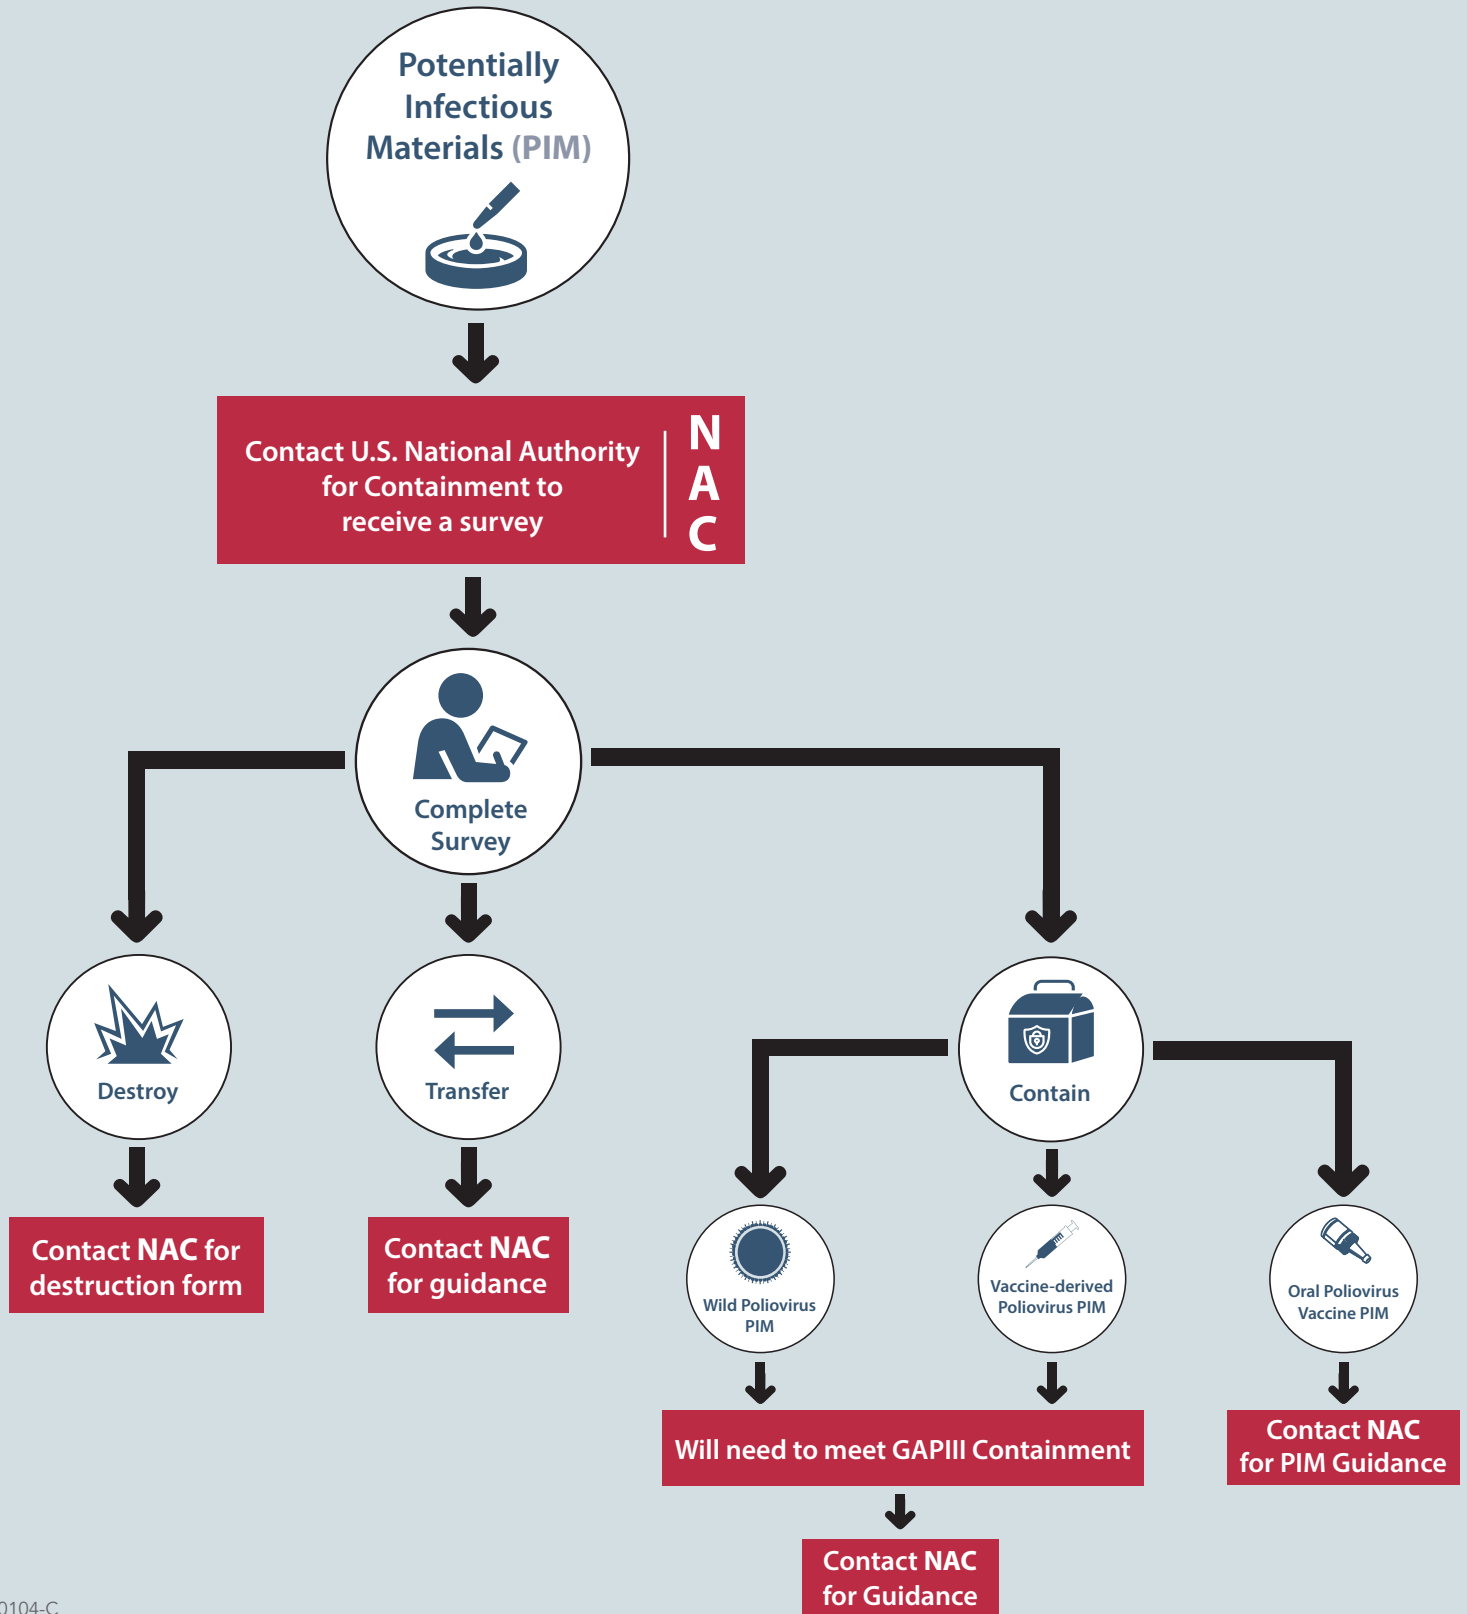 Potentially
Infectious
Materials (PIM)
Contact U.S. National Authority
for Containment to
receive a survey
N
A
C
Complete
Survey
Destroy
Transfer
Contain
Contact NAC for
destruction form
Contact NAC
for guidance
Wild Poliovirus
PIM
Vaccine-derived
Poliovirus PIM
Oral Poliovirus
Vaccine PIM
Will need to meet GAPIII Containment
Contact NAC
for PIM Guidance
Contact NAC
for Guidance
0104-C